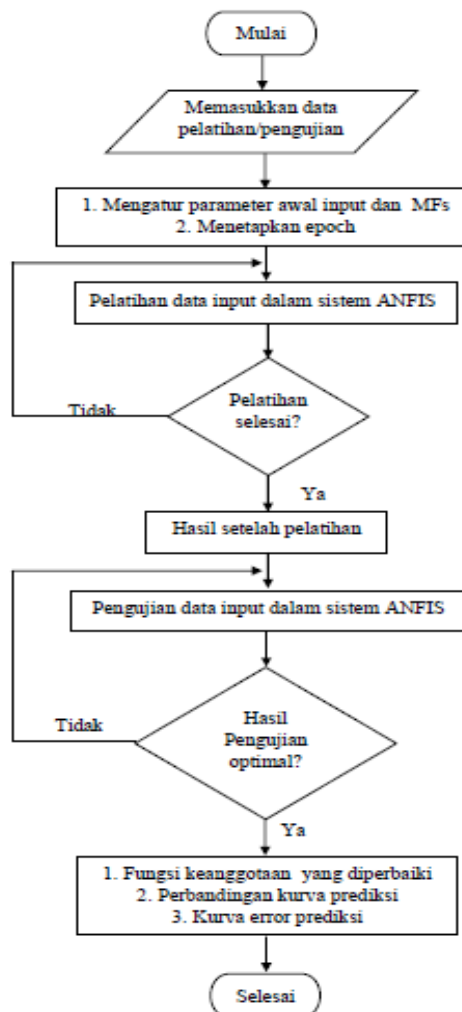 Mulai
Memasukkan data
pelatihan/pengujian
1. Mengatur parameter awal input dan MFs
2. Menetapkan epoch
Pelatihan data input dalam sistem ANFIS
Pelatihan
selesai?
Tidak
Ya
Hasil setelah pelatihan
Pengujian data input dalam sistem ANFIS
Hasil
Pengujian
optimal?
Tidak
Ya
1. Fungsi keanggotaan yang diperbaiki
2. Perbandingan kurva prediksi
3. Kurva error prediksi
Selesai